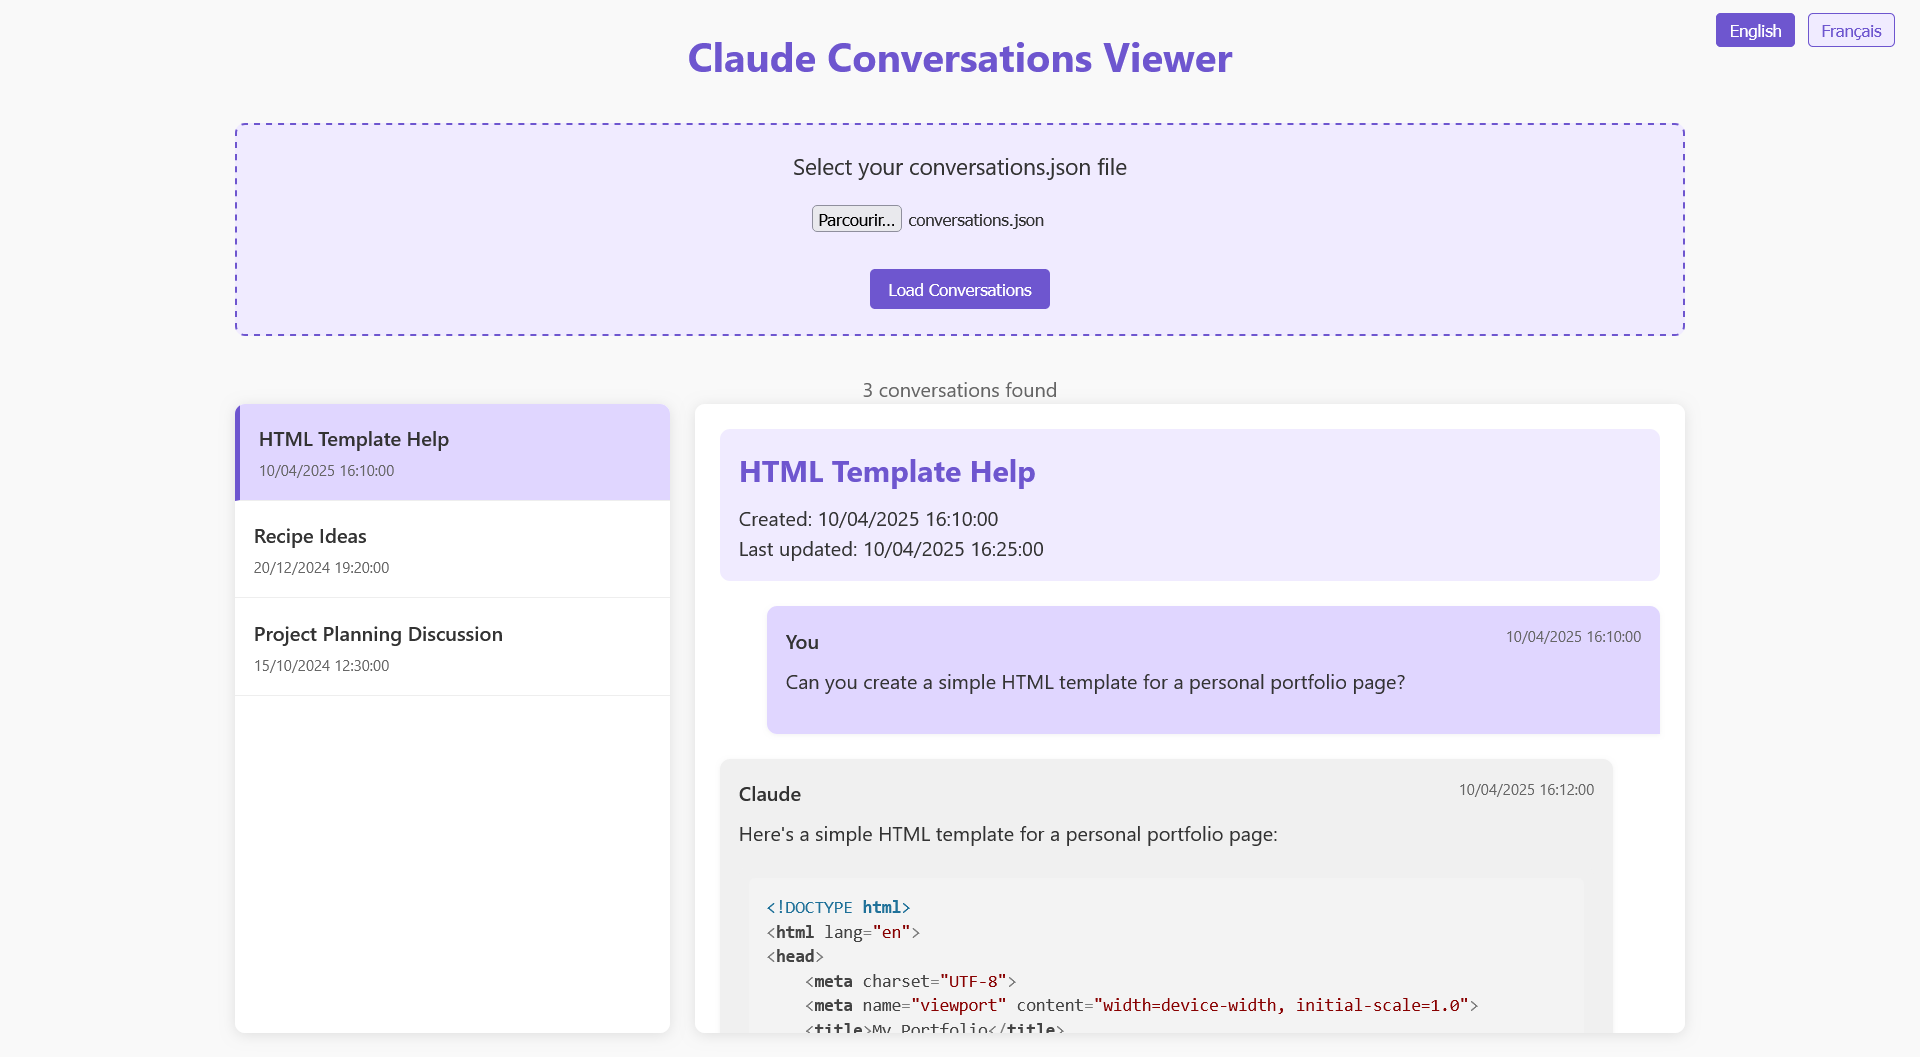 English
Français
Claude Conversations Viewer
Select your conversations.json file
Parcourir... conversations.json
Load Conversations
3 conversations found
HTML Template Help
10/04/2025 16:10:00
Recipe Ideas
20/12/2024 19:20:00
Project Planning Discussion
15/10/2024 12:30:00
HTML Template Help
Created: 10/04/2025 16:10:00
Last updated: 10/04/2025 16:25:00
You
10/04/2025 16:10:00
Can you create a simple HTML template for a personal portfolio page?
Claude
10/04/2025 16:12:00
Here's a simple HTML template for a personal portfolio page:
<!DOCTYPE html>
<html lang="en">
<head>
    <meta charset="UTF-8">
    <meta name="viewport" content="width=device-width, initial-scale=1.0">
    <title>My Portfolio</title>